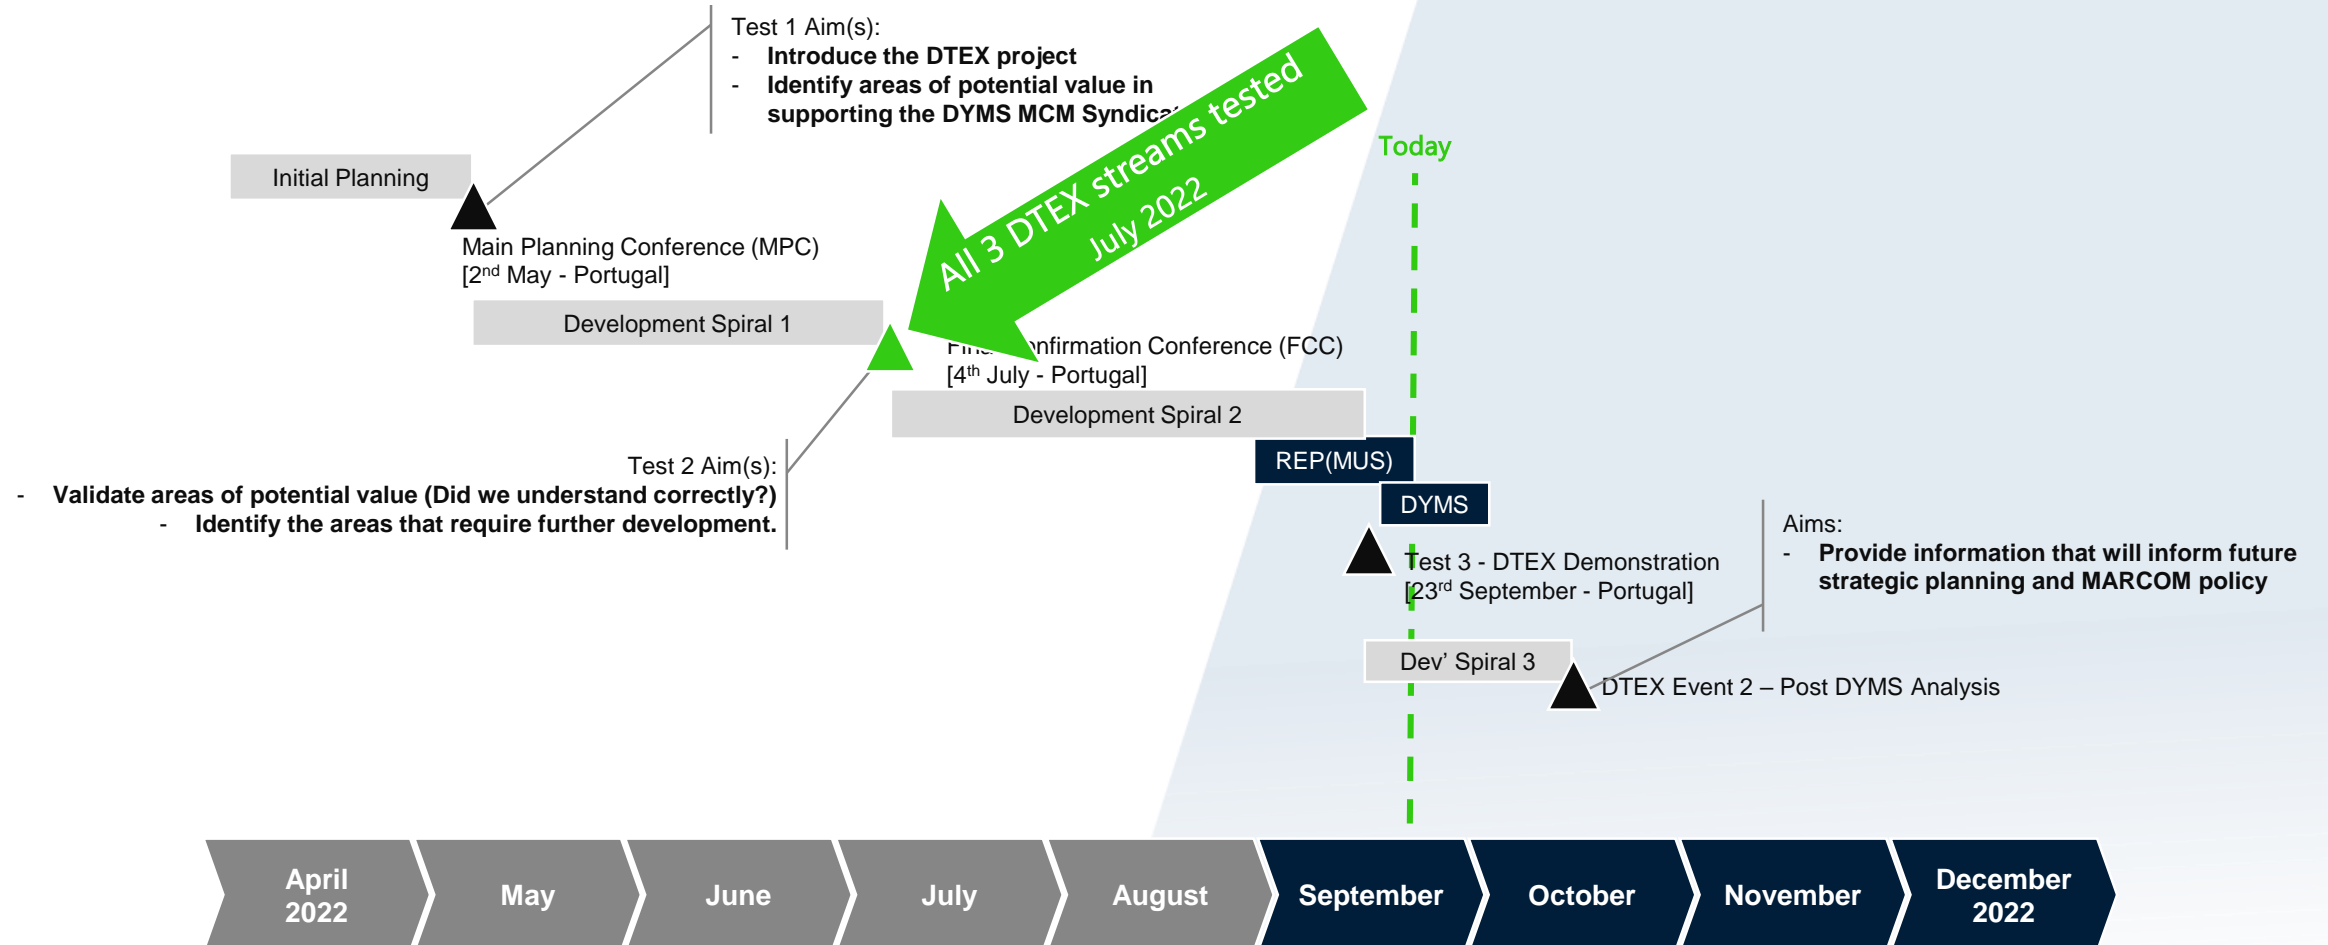 Test 1 Aim(s):
- Introduce the DTEX project
- Identify areas of potential value in
supporting the DYMS MCM
All 3 DTEX streams tested
July 2022
Today
Initial Planning
Main Planning Conference (MPC)
[2nd May - Portugal]
Development Spiral 1
Confirmation Conference (FCC)
[4th July - Portugal]
Development Spiral 2
REP(MUS)
DYMS
Test 2 Aim(s):
- Validate areas of potential value (Did we understand correctly?)
- Identify the areas that require further development.
Test 3 - DTEX Demonstration
[23rd September - Portugal]
Aims:
- Provide information that will inform future
strategic planning and MARCOM policy
Dev’ Spiral 3
DTEX Event 2 – Post DYMS Analysis
April
2022
May
June
July
August
September
October
November
December
2022